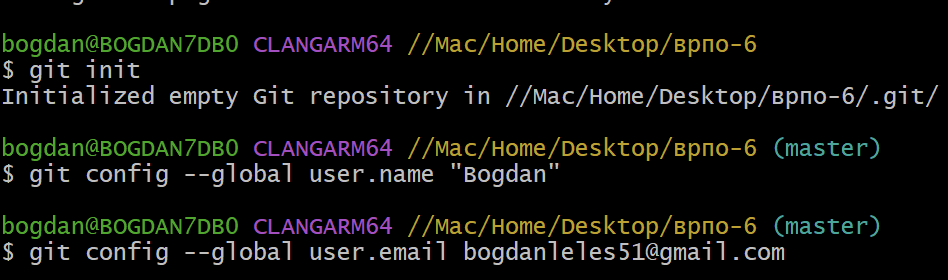 bogdan@BOGDAN7DB0 CLANGARM64 //Mac/Home/Desktop/врпо-6
$ git init
Initialized empty Git repository in //Mac/Home/Desktop/врпо-6/.git/
bogdan@BOGDAN7DB0 CLANGARM64 //Mac/Home/Desktop/врпо-6 (master)
$ git config --global user.name "Bogdan"
bogdan@BOGDAN7DB0 CLANGARM64 //Mac/Home/Desktop/врпо-6 (master)
$ git config --global user.email bogdanleles51@gmail.com